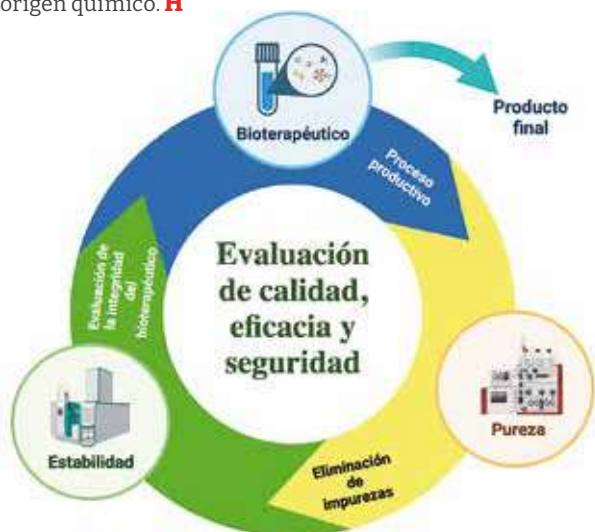 origen químico. H
Bioterapéutico
Producto
final
Proceso
productivo
Evaluación de
la integridad
del
bioterapéutico
Evaluación
de calidad,
eficacia y
seguridad
Pureza
Estabilidad
Eliminación
de
impurezas